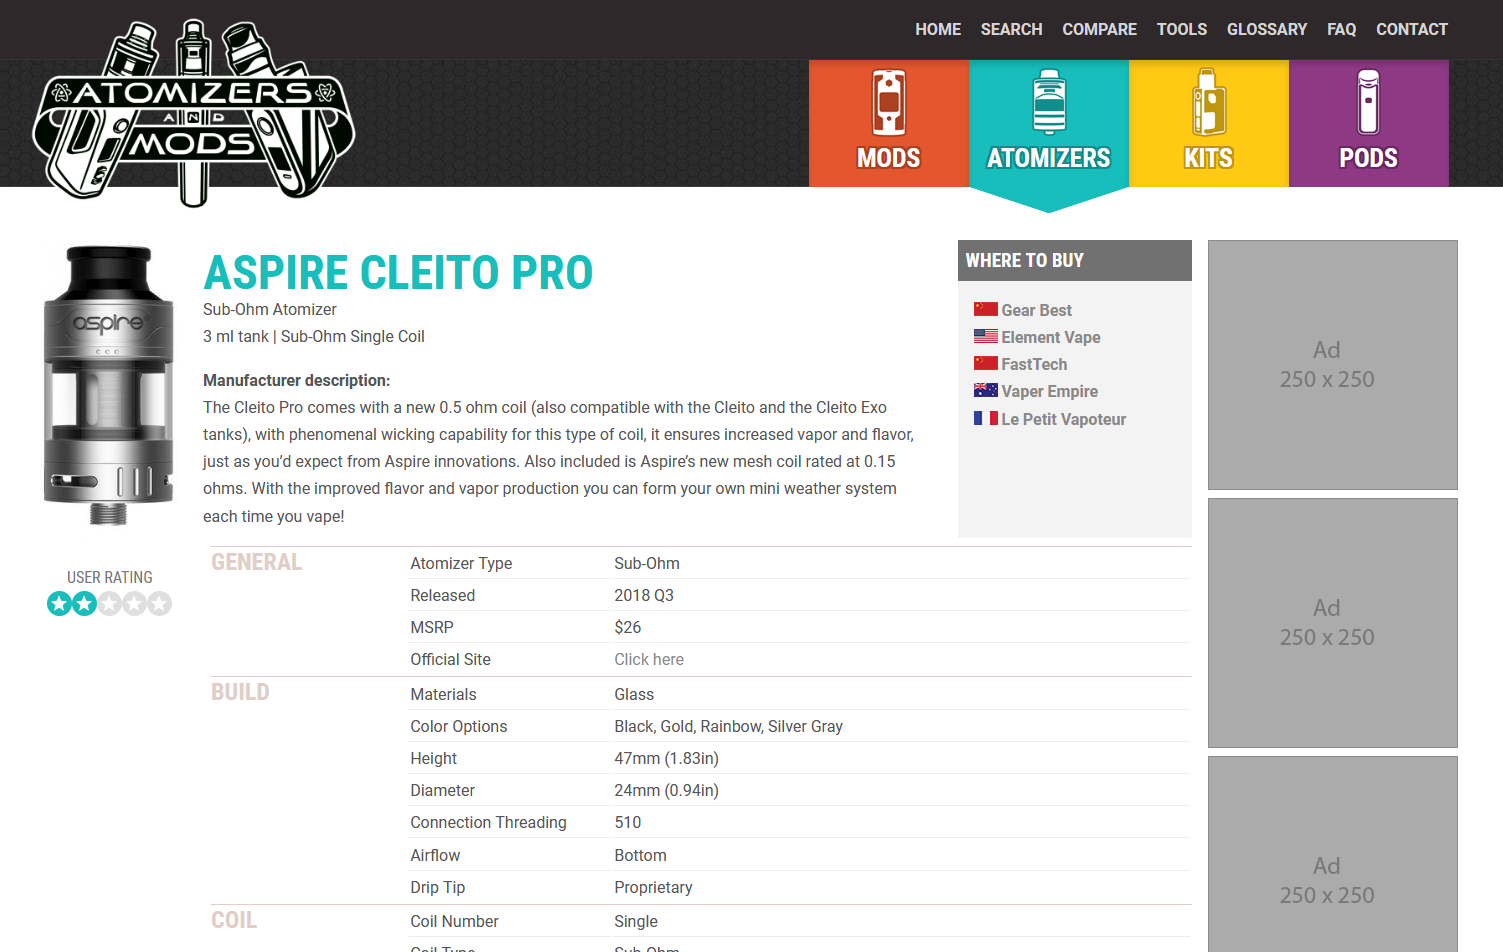 HOME SEARCH COMPARE TOOLS GLOSSARY FAQ CONTACT
ATOMIZERS
AND
MODS
MODS ATOMIZERS KITS PODS
aspire
USER RATING
ASPIRE CLEITO PRO
Sub-Ohm Atomizer
3 ml tank | Sub-Ohm Single Coil
Manufacturer description:
The Cleito Pro comes with a new 0.5 ohm coil (also compatible with the Cleito and the Cleito Exo
tanks), with phenomenal wicking capability for this type of coil, it ensures increased vapor and flavor,
just as you’d expect from Aspire innovations. Also included is Aspire’s new mesh coil rated at 0.15
ohms. With the improved flavor and vapor production you can form your own mini weather system
each time you vape!
WHERE TO BUY
Gear Best
Element Vape
FastTech
Vaper Empire
Le Petit Vapoteur
GENERAL
Atomizer Type Sub-Ohm
Released 2018 Q3
MSRP $26
Official Site Click here
BUILD
Materials Glass
Color Options Black, Gold, Rainbow, Silver Gray
Height 47mm (1.83in)
Diameter 24mm (0.94in)
Connection Threading 510
Airflow Bottom
Drip Tip Proprietary
COIL
Coil Number Single
Coil Type Sub-Ohm
Ad
250 x 250
Ad
250 x 250
Ad
250 x 250